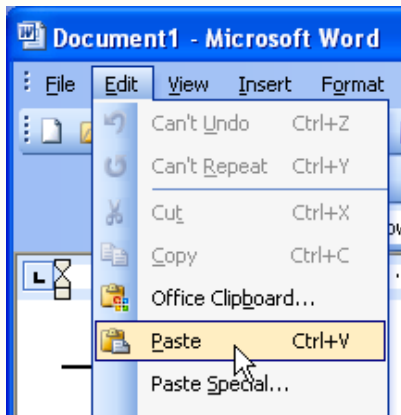 Document1 - Microsoft Word
File Edit View Insert Format
Can't Undo Ctrl+Z
Can't Repeat Ctrl+Y
Cut Ctrl+X
Copy Ctrl+C
Office Clipboard...
Paste Ctrl+V
Paste Special...